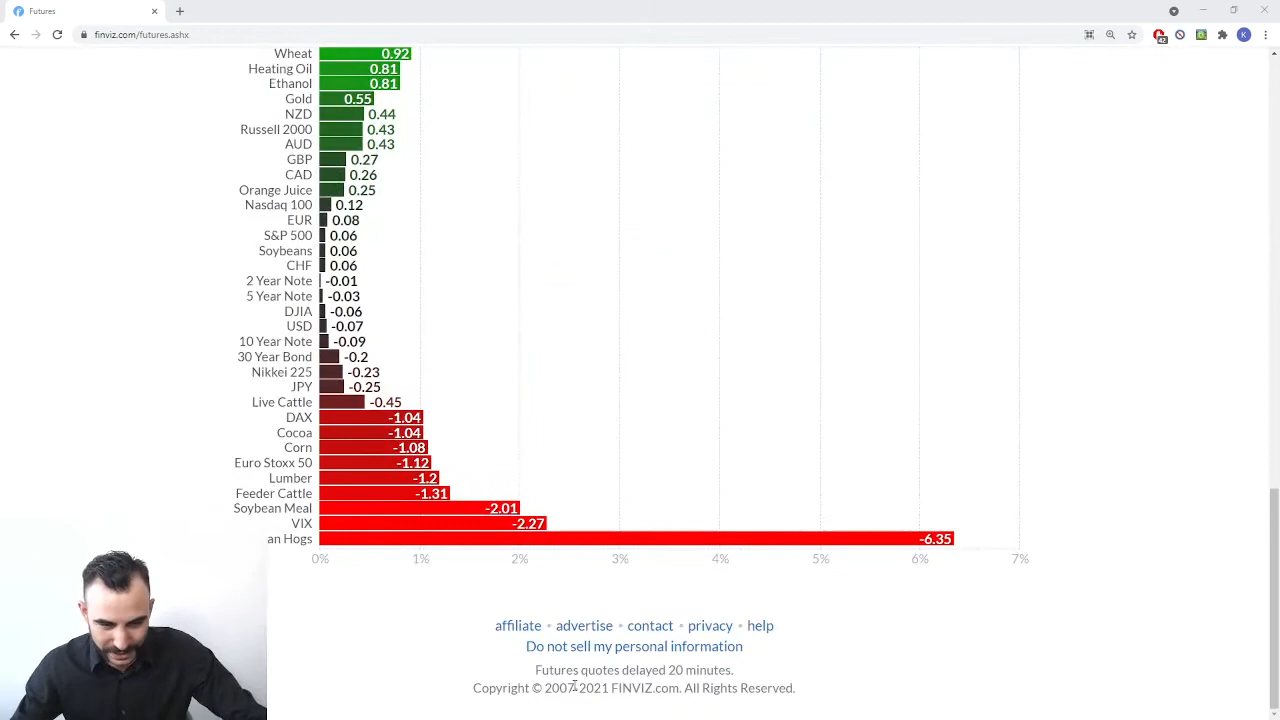 Futures
finviz.com/futures.ashx
42
K
Wheat 0.92
Heating Oil 0.81
Ethanol 0.81
Gold 0.55
NZD 0.44
Russell 2000 0.43
AUD 0.43
GBP 0.27
CAD 0.26
Orange Juice 0.25
Nasdaq 100 0.12
EUR 0.08
S&P 500 0.06
Soybeans 0.06
CHF 0.06
2 Year Note -0.01
5 Year Note -0.03
DJIA -0.06
USD -0.07
10 Year Note -0.09
30 Year Bond -0.2
Nikkei 225 -0.23
JPY -0.25
Live Cattle -0.45
DAX -1.04
Cocoa -1.04
Corn -1.08
Euro Stoxx 50 -1.12
Lumber -1.2
Feeder Cattle -1.31
Soybean Meal -2.01
VIX -2.27
an Hogs -6.35
0% 1% 2% 3% 4% 5% 6% 7%
affiliate • advertise • contact • privacy • help
Do not sell my personal information
Futures quotes delayed 20 minutes.
Copyright © 2007-2021 FINVIZ.com. All Rights Reserved.